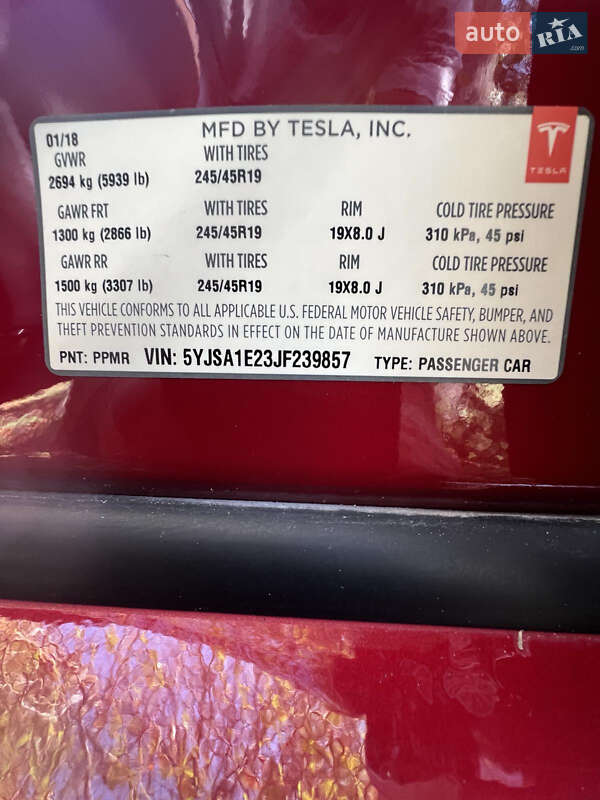 auto RIA .com
MFD BY TESLA, INC.
TESLA
01/18
GVWR WITH TIRES
2694 kg (5939 lb) 245/45R19
GAWR FRT WITH TIRES RIM COLD TIRE PRESSURE
1300 kg (2866 lb) 245/45R19 19X8.0 J 310 kPa, 45 psi
GAWR RR WITH TIRES RIM COLD TIRE PRESSURE
1500 kg (3307 lb) 245/45R19 19X8.0 J 310 kPa, 45 psi
THIS VEHICLE CONFORMS TO ALL APPLICABLE U.S. FEDERAL MOTOR VEHICLE SAFETY, BUMPER, AND
THEFT PREVENTION STANDARDS IN EFFECT ON THE DATE OF MANUFACTURE SHOWN ABOVE.
PNT: PPMR VIN: 5YJSA1E23JF239857 TYPE: PASSENGER CAR